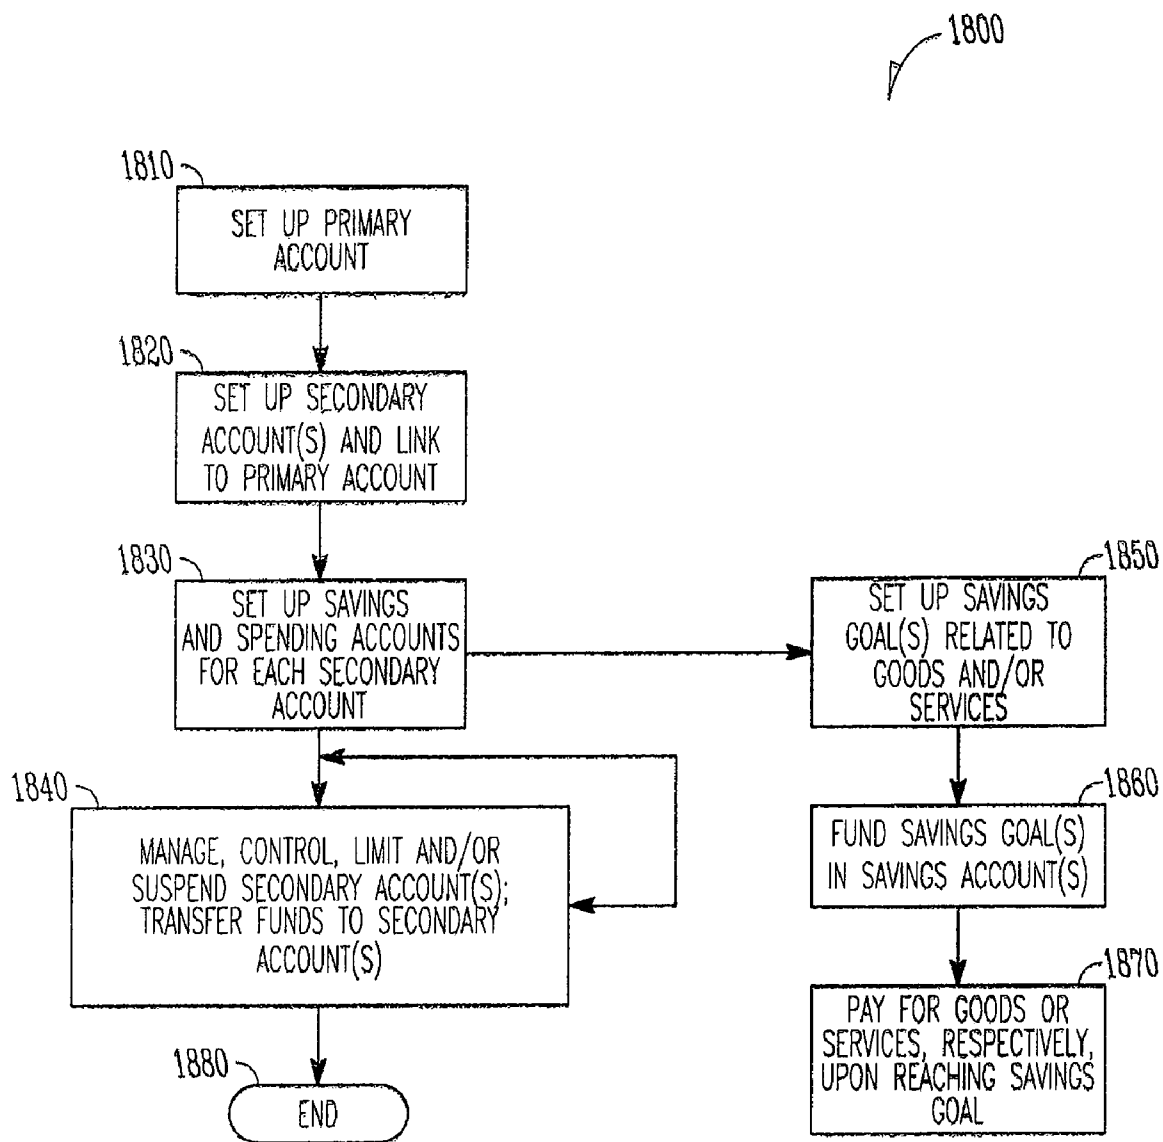 1800
1810
SET UP PRIMARY
ACCOUNT
1820
SET UP SECONDARY
ACCOUNT(S) AND LINK
TO PRIMARY ACCOUNT
1830
SET UP SAVINGS
AND SPENDING ACCOUNTS
FOR EACH SECONDARY
ACCOUNT
1840
MANAGE, CONTROL, LIMIT AND/OR
SUSPEND SECONDARY ACCOUNT(S);
TRANSFER FUNDS TO SECONDARY
ACCOUNT(S)
1880
END
1850
SET UP SAVINGS
GOAL(S) RELATED TO
GOODS AND/OR
SERVICES
1860
FUND SAVINGS GOAL(S)
IN SAVINGS ACCOUNT(S)
1870
PAY FOR GOODS OR
SERVICES, RESPECTIVELY,
UPON REACHING SAVINGS
GOAL